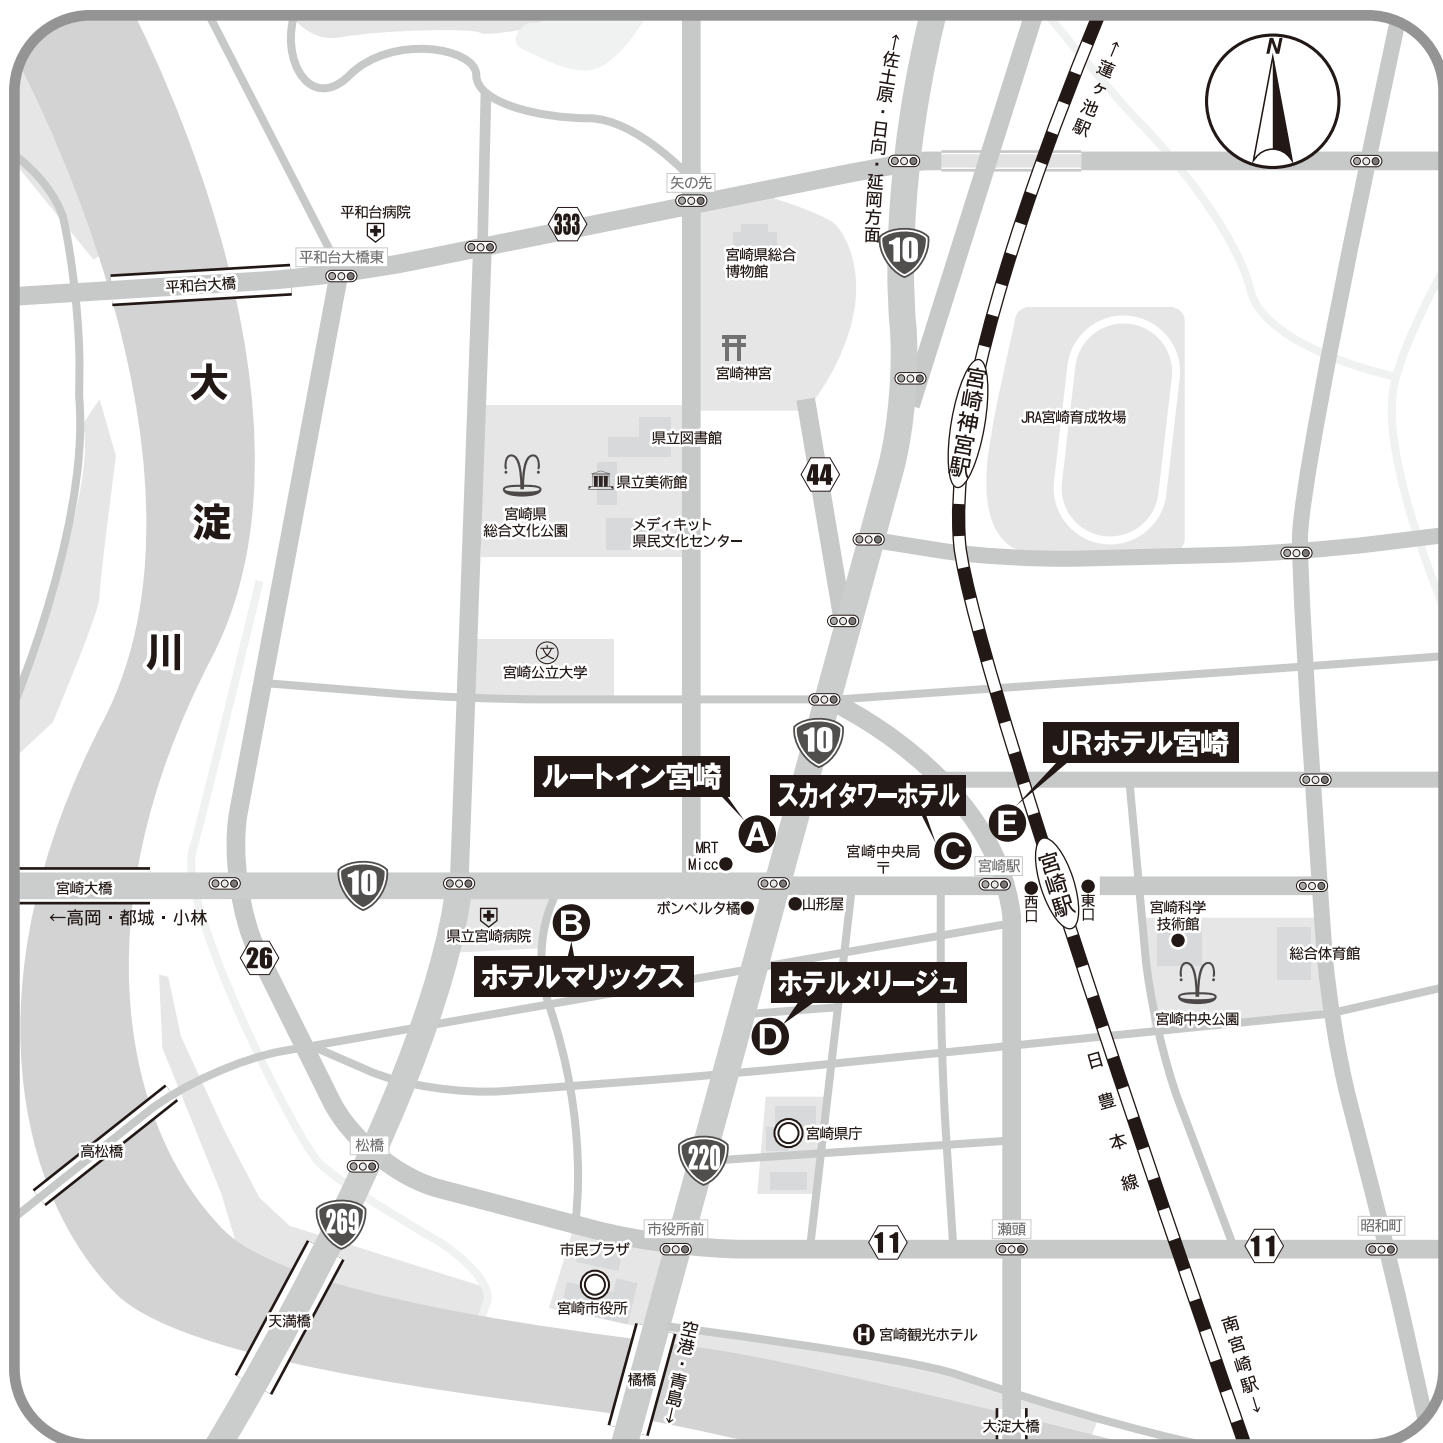 N
←佐土原・日向・延岡方面
←蓮ヶ池駅
矢の先
平和台病院
333
平和台大橋東
平和台大橋
10
宮崎県総合
博物館
宮崎神宮
大淀川
宮崎神宮駅
JRA宮崎育成牧場
県立図書館
44
県立美術館
宮崎県
総合文化公園
メディキット
県民文化センター
文
宮崎公立大学
10
JRホテル宮崎
ルートイン宮崎
スカイタワーホテル
A
E
C
MRT
Micc
宮崎中央局
〒
宮崎駅
宮崎駅
西口
東口
宮崎大橋
10
←高岡・都城・小林
ボンベルタ橘
山形屋
県立宮崎病院
B
ホテルマリックス
宮崎科学
技術館
総合体育館
宮崎中央公園
26
ホテルメリージュ
D
日豊本線
宮崎県庁
高松橋
松橋
220
269
市役所前
11
瀬頭
11
昭和町
市民プラザ
宮崎市役所
天満橋
橘橋
空港・青島→
H
宮崎観光ホテル
大淀大橋
南宮崎駅→